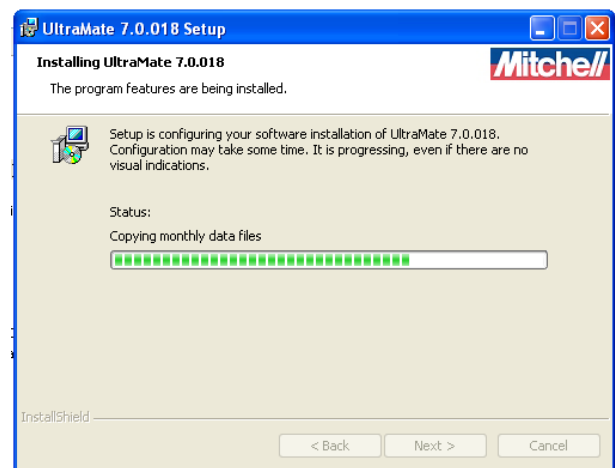 UltraMate 7.0.018 Setup
Installing UltraMate 7.0.018
Mitchell
The program features are being installed.
Setup is configuring your software installation of UltraMate 7.0.018.
Configuration may take some time. It is progressing, even if there are no
visual indications.
Status:
Copying monthly data files
InstallShield
< Back
Next >
Cancel